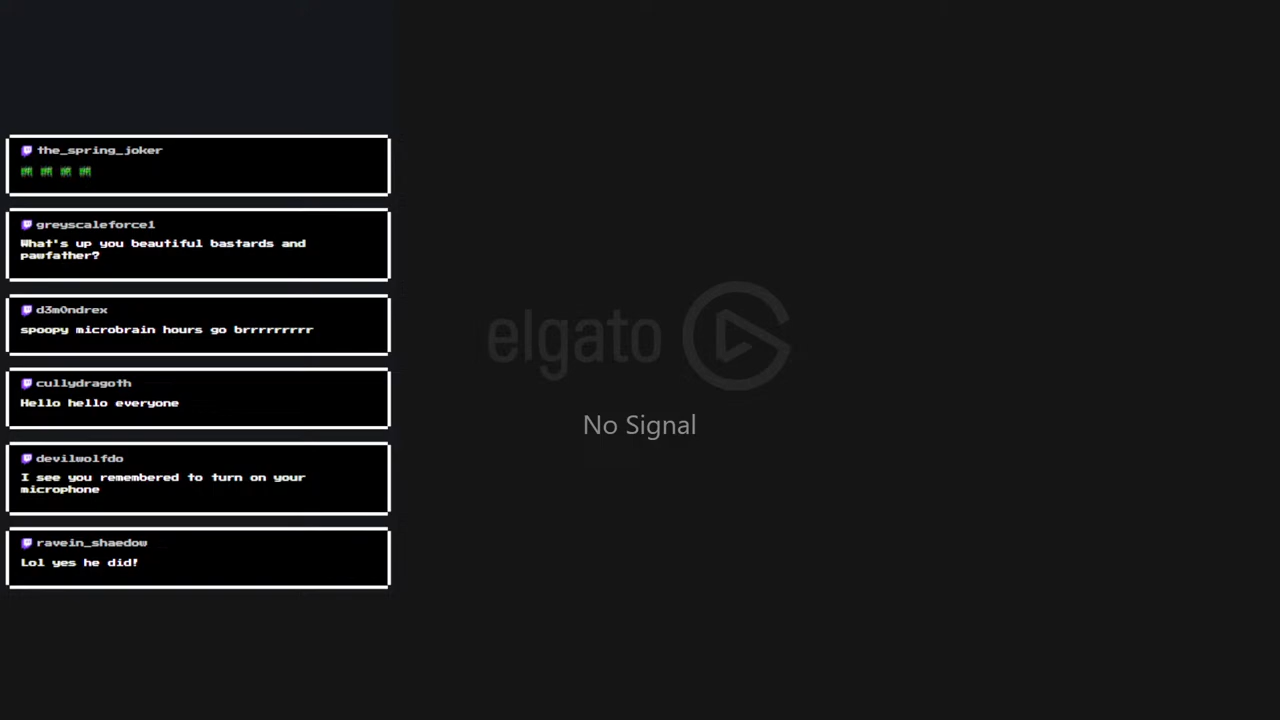 the_spring_joker
greyscaleforce1
What's up you beautiful bastards and
pawfather?
d3m0ndrex
spoopy microbrain hours go brrrrrrrrr
cullydragoth
Hello hello everyone
devilwolfdo
I see you remembered to turn on your
microphone
ravein_shaedow
Lol yes he did!
elgato
No Signal